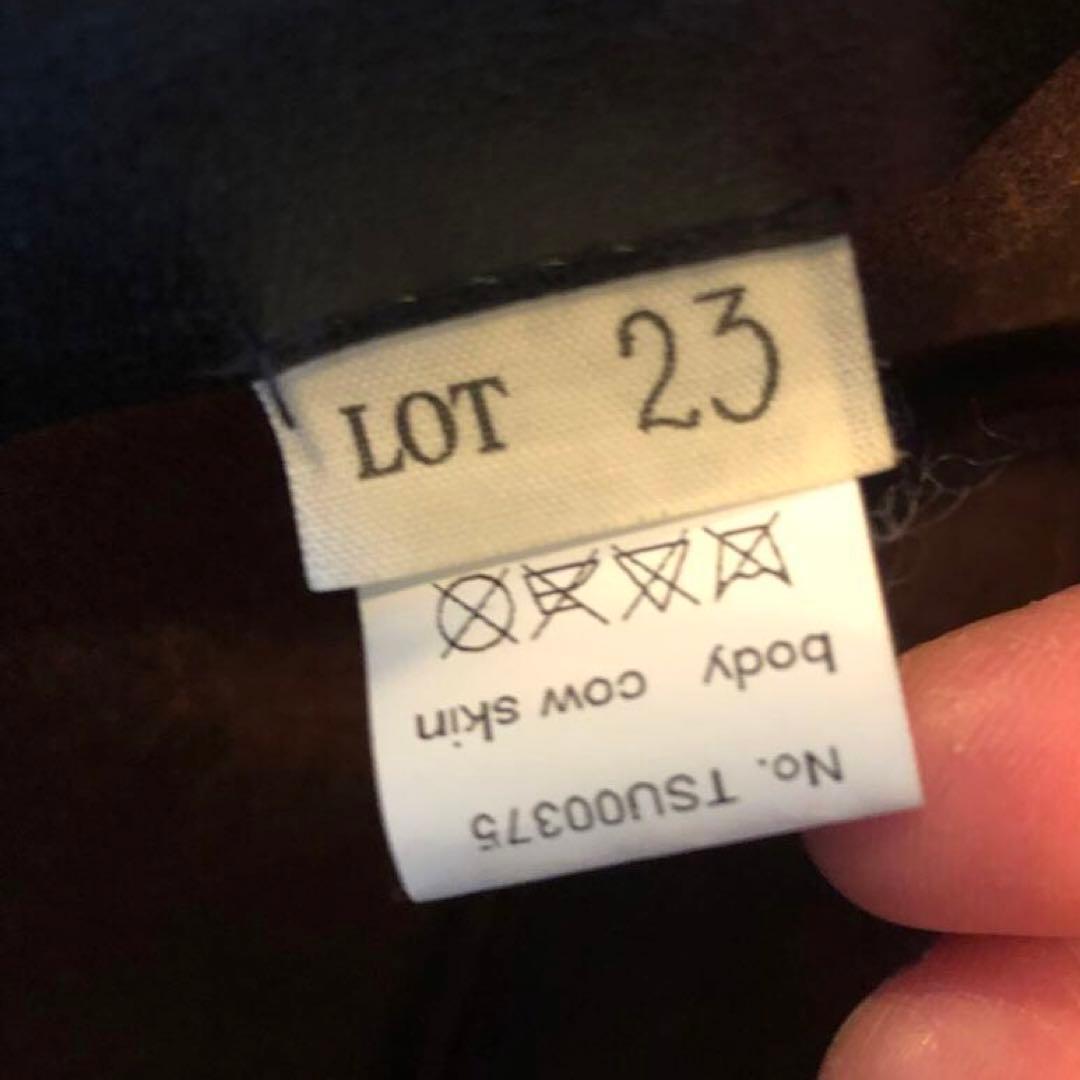 LOT 23
No. TSU00375
body cow skin